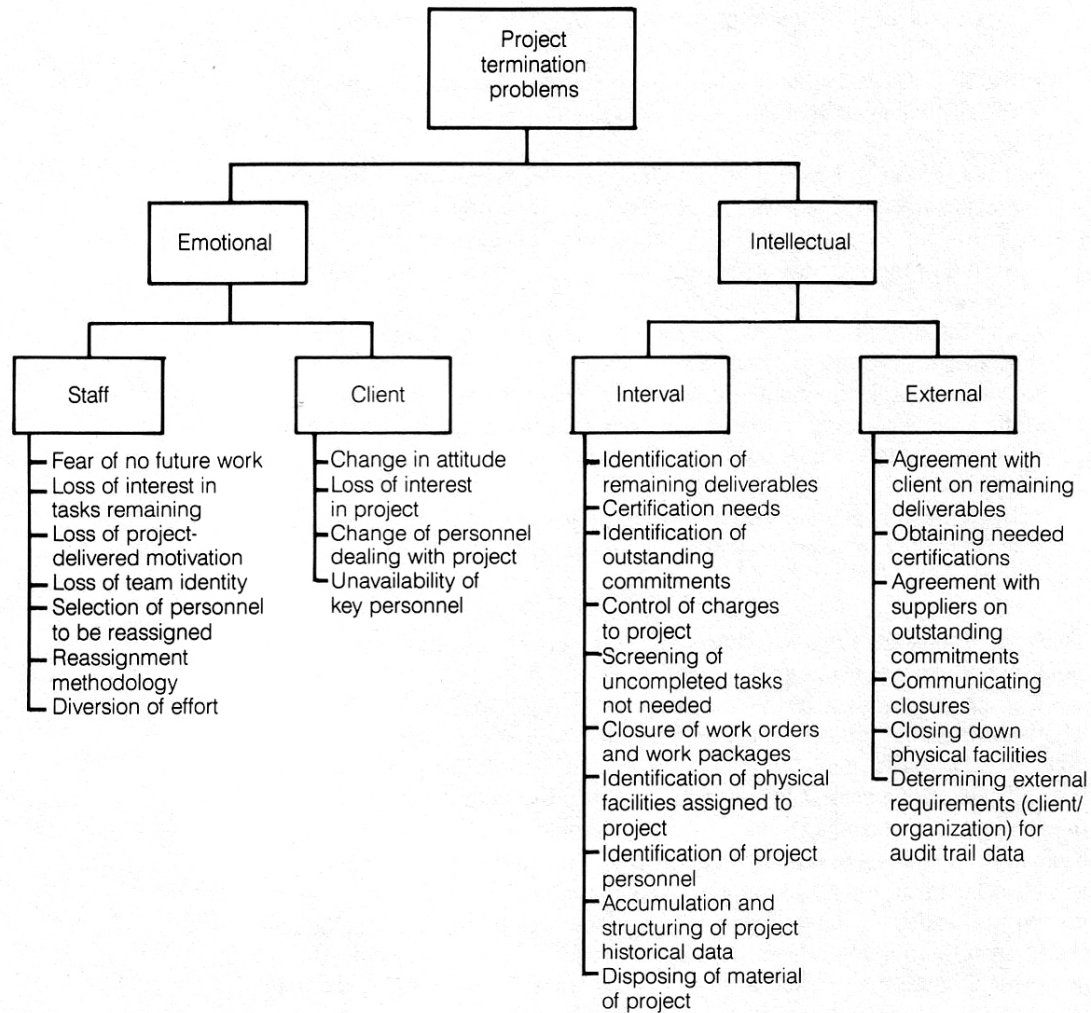 Project
termination
problems
Emotional
Intellectual
Staff
Client
Interval
External
Fear of no future work
Loss of interest in
tasks remaining
Loss of project-
delivered motivation
Loss of team identity
Selection of personnel
to be reassigned
Reassignment
methodology
Diversion of effort
Change in attitude
Loss of interest
in project
Change of personnel
dealing with project
Unavailability of
key personnel
Identification of
remaining deliverables
Certification needs
Identification of
outstanding
commitments
Control of charges
to project
Screening of
uncompleted tasks
not needed
Closure of work orders
and work packages
Identification of physical
facilities assigned to
project
Identification of project
personnel
Accumulation and
structuring of project
historical data
Disposing of material
of project
Agreement with
client on remaining
deliverables
Obtaining needed
certifications
Agreement with
suppliers on
outstanding
commitments
Communicating
closures
Closing down
physical facilities
Determining external
requirements (client/
organization) for
audit trail data